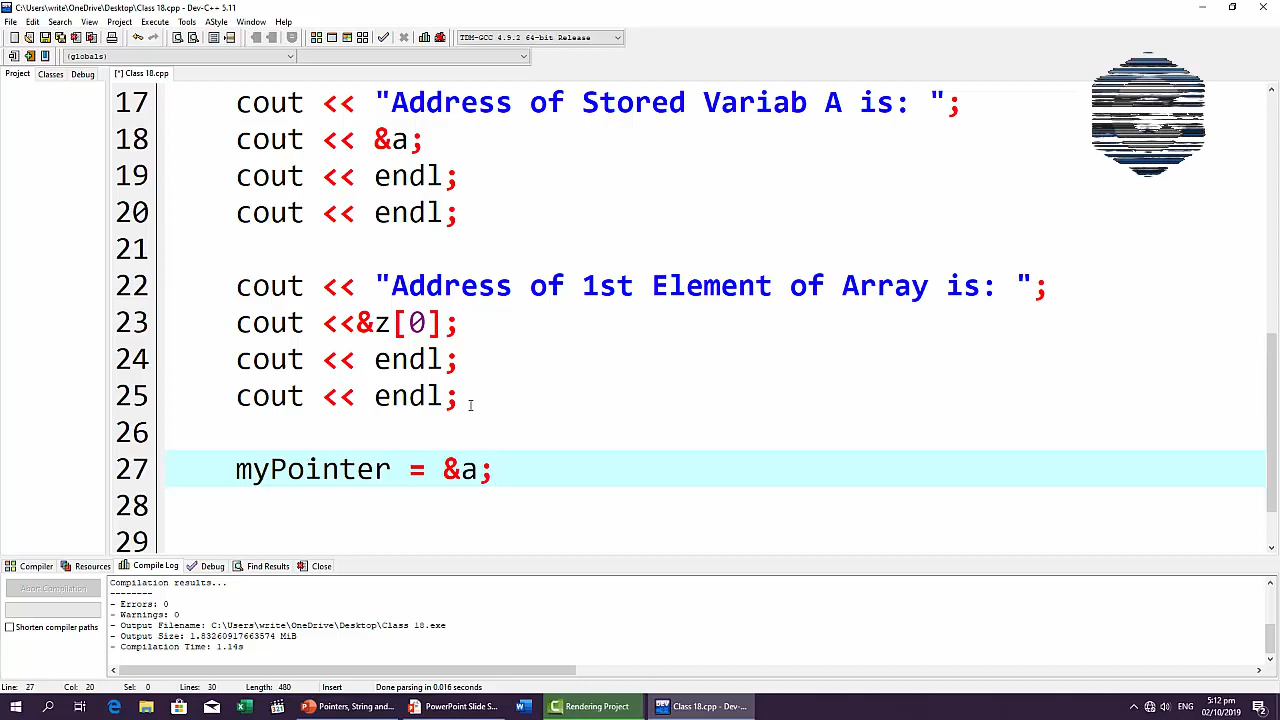 C:\Users\write\OneDrive\Desktop\Class 18.cpp - Dev-C++ 5.11
File Edit Search View Project Execute Tools AStyle Window Help
TDM-GCC 4.9.2 64-bit Release
(globals)
Project Classes Debug [*] Class 18.cpp
17 cout << "Address of Stored Variab A is: ";
18 cout << &a;
19 cout << endl;
20 cout << endl;
21
22 cout << "Address of 1st Element of Array is: ";
23 cout <<&z[0];
24 cout << endl;
25 cout << endl;
26
27 myPointer = &a;
28
29
Compiler Resources Compile Log Debug Find Results Close
Abort Compilation
Shorten compiler paths
Compilation results...
--------
- Errors: 0
- Warnings: 0
- Output Filename: C:\Users\write\OneDrive\Desktop\Class 18.exe
- Output Size: 1.83260917663574 MiB
- Compilation Time: 1.14s
Line: 27 Col: 20 Sel: 0 Lines: 30 Length: 480 Insert Done parsing in 0.016 seconds
Pointers, String and... PowerPoint Slide S... Rendering Project Class 18.cpp - Dev-... ENG 5:12 pm
02/10/2019